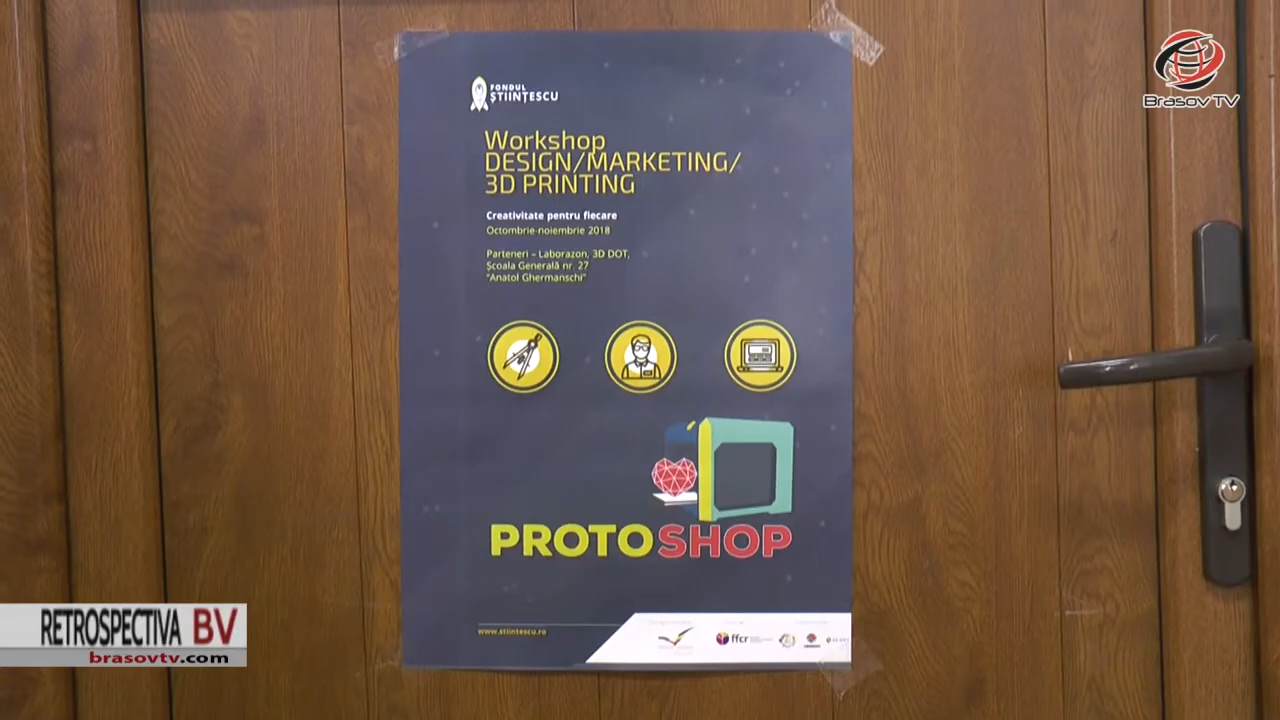 Brasov TV
FONDUL
ȘTIINȚESCU
Workshop
DESIGN/MARKETING/
3D PRINTING
Creativitate pentru fiecare
Octombrie-noiembrie 2018
Parteneri – Laborazon, 3D DOT,
Școala Generală nr. 27
"Anatol Ghermanschi"
PROTOSHOP
www.stiintescu.ro
ffcr
RETROSPECTIVA BV
brasovtv.com